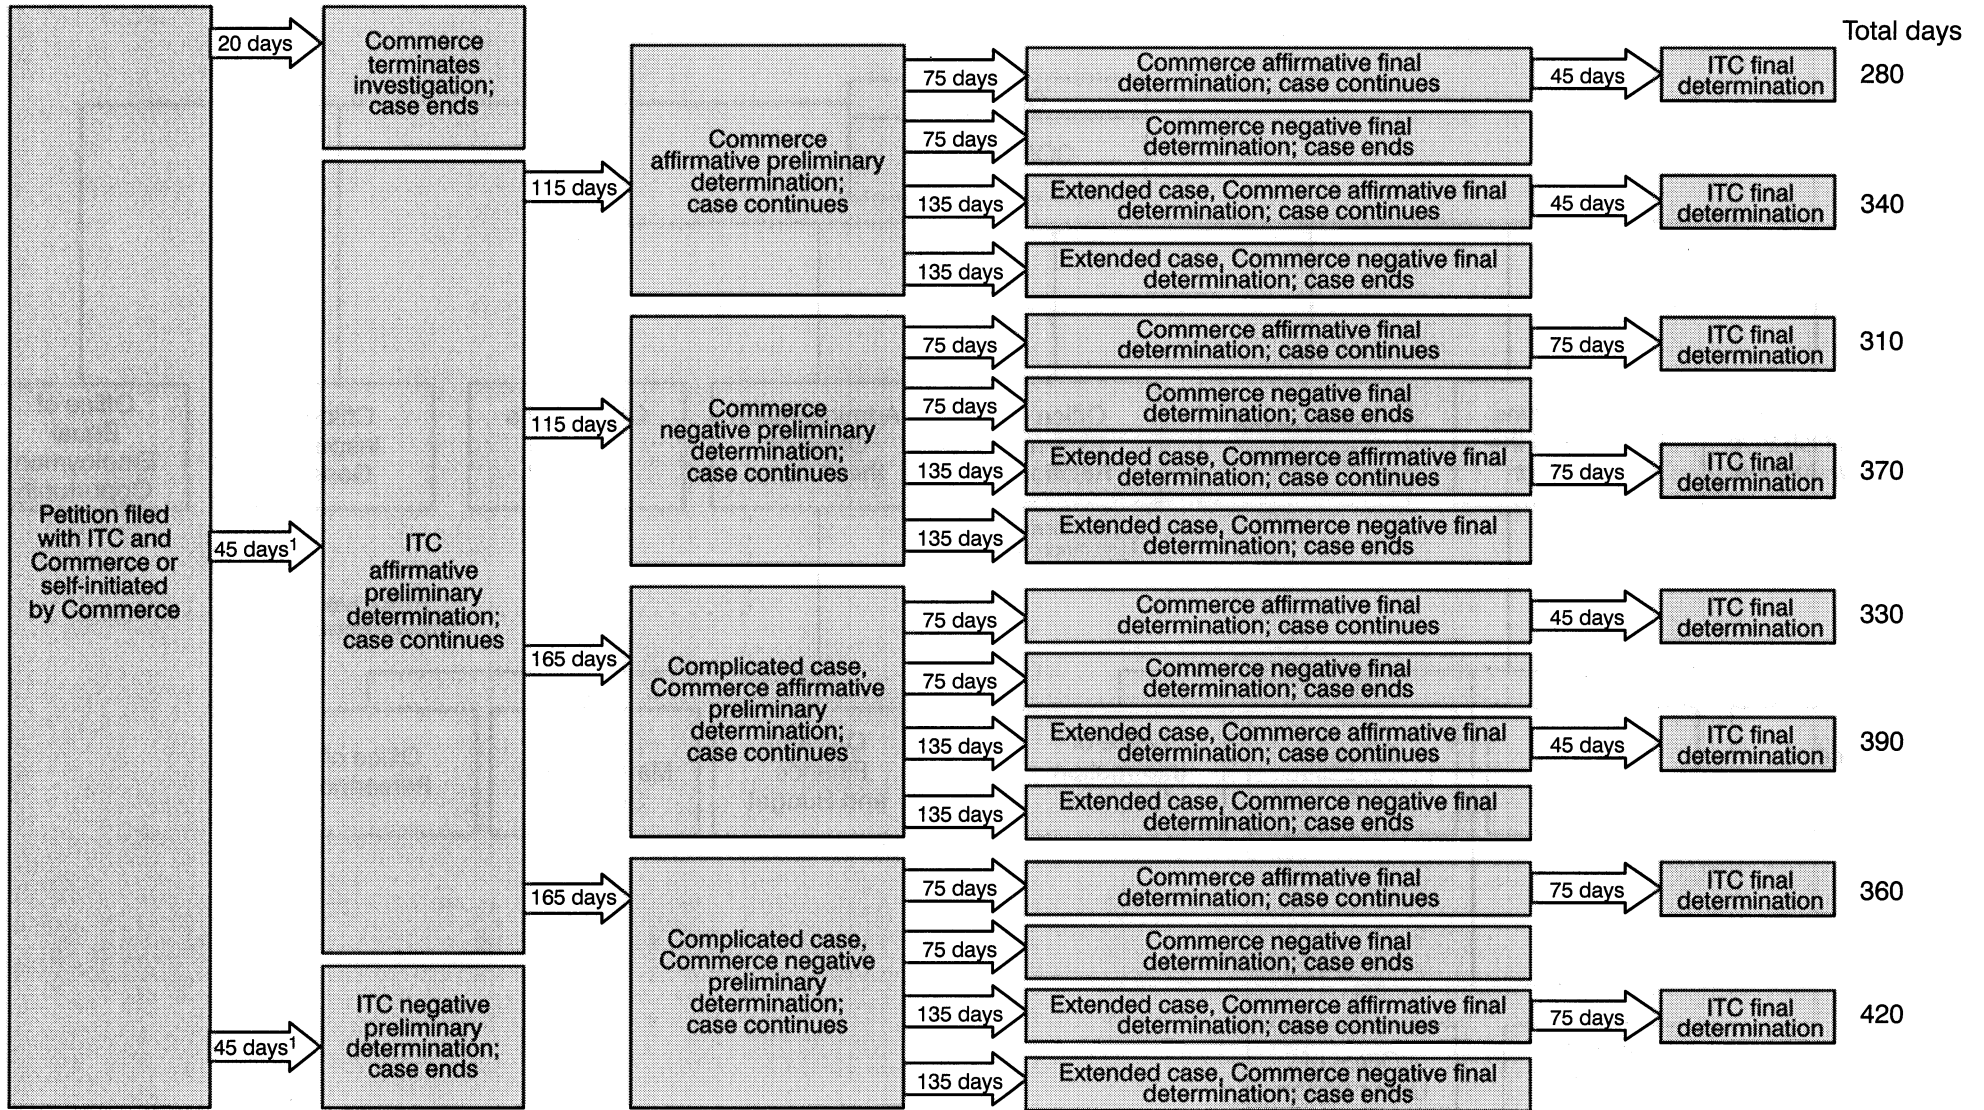 Total days
20 days
Commerce
terminates
investigation;
case ends
Petition filed
with ITC and
Commerce or
self-initiated
by Commerce
45 days1
ITC
affirmative
preliminary
determination;
case continues
45 days1
ITC negative
preliminary
determination;
case ends
115 days
Commerce
affirmative preliminary
determination;
case continues
75 days
Commerce affirmative final
determination; case continues
45 days
ITC final
determination
280
75 days
Commerce negative final
determination; case ends
135 days
Extended case, Commerce affirmative final
determination; case continues
45 days
ITC final
determination
340
135 days
Extended case, Commerce negative final
determination; case ends
115 days
Commerce
negative preliminary
determination;
case continues
75 days
Commerce affirmative final
determination; case continues
75 days
ITC final
determination
310
75 days
Commerce negative final
determination; case ends
135 days
Extended case, Commerce affirmative final
determination; case continues
75 days
ITC final
determination
370
135 days
Extended case, Commerce negative final
determination; case ends
165 days
Complicated case,
Commerce affirmative
preliminary
determination;
case continues
75 days
Commerce affirmative final
determination; case continues
45 days
ITC final
determination
330
75 days
Commerce negative final
determination; case ends
135 days
Extended case, Commerce affirmative final
determination; case continues
45 days
ITC final
determination
390
135 days
Extended case, Commerce negative final
determination; case ends
165 days
Complicated case,
Commerce negative
preliminary
determination;
case continues
75 days
Commerce affirmative final
determination; case continues
75 days
ITC final
determination
360
75 days
Commerce negative final
determination; case ends
135 days
Extended case, Commerce affirmative final
determination; case continues
75 days
ITC final
determination
420
135 days
Extended case, Commerce negative final
determination; case ends